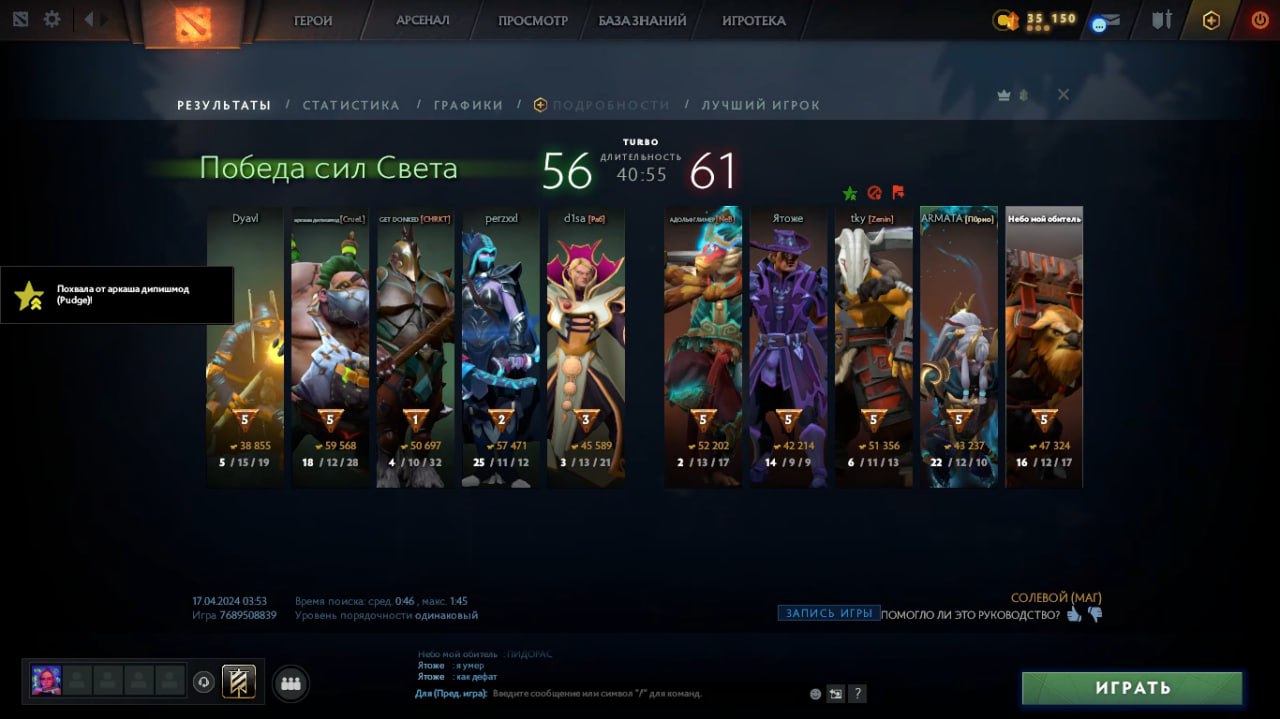 ГЕРОИ АРСЕНАЛ ПРОСМОТР БАЗА ЗНАНИЙ ИГРОТЕКА 35 150
РЕЗУЛЬТАТЫ / СТАТИСТИКА / ГРАФИКИ / ПОДРОБНОСТИ / ЛУЧШИЙ ИГРОК
TURBO
Победа сил Света 56 ДЛИТЕЛЬНОСТЬ 61
40:55
Dyavl аркаша дипишмод [CrueL] GET DONKED [CHRKT] perzxxl d1sa [Раб] [NeB] Ятоже tky [Zenin] ARMATA [П0рно] Небо мой обитель
Похвала от аркаша дипишмод
(Pudge)!
5 5 1 2 3 5 5 5 5 5
38 855 59 568 50 697 57 471 45 589 52 202 42 214 51 356 43 237 47 324
5 / 15 / 19 18 / 12 / 28 4 / 10 / 32 25 / 11 / 12 3 / 13 / 21 2 / 13 / 17 14 / 9 / 9 6 / 11 / 13 22 / 12 / 10 16 / 12 / 17
17.04.2024 03:53 Время поиска: сред. 0:46 , макс. 1:45
Игра 7689508839 Уровень порядочности одинаковый
СОЛЕВОЙ (МАГ)
ЗАПИСЬ ИГРЫ ПОМОГЛО ЛИ ЭТО РУКОВОДСТВО?
Небо мой обитель : ПИДОРАС
Ятоже : я умер
Ятоже : как дефат
Для (Пред. игра): Введите сообщение или символ "/" для команд. ?
ИГРАТЬ